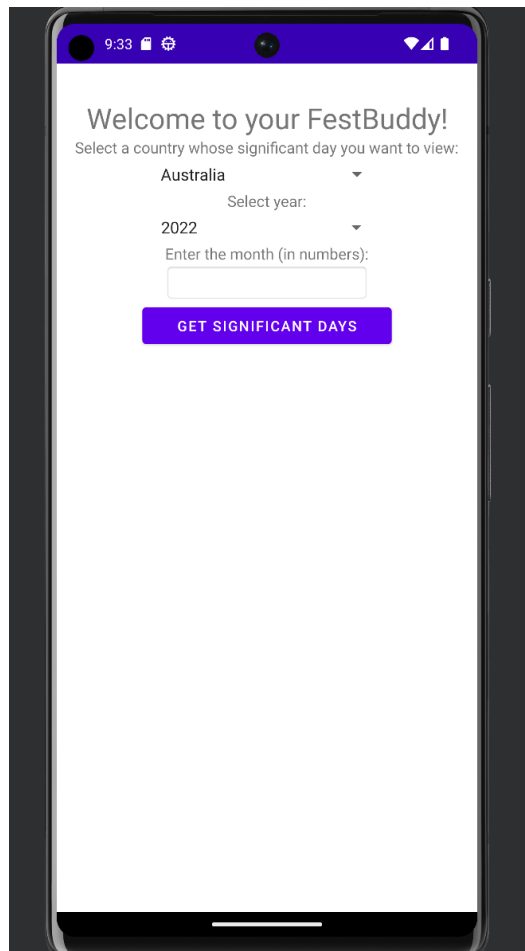 9:33
Welcome to your FestBuddy!
Select a country whose significant day you want to view:
Australia
Select year:
2022
Enter the month (in numbers):
GET SIGNIFICANT DAYS